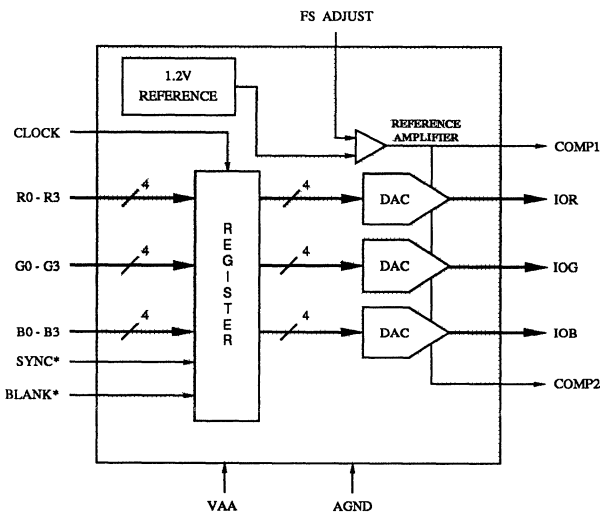 FS ADJUST
1.2V
REFERENCE
REFERENCE
AMPLIFIER
CLOCK
COMP1
R0 - R3
4
4
DAC
IOR
REGISTER
G0 - G3
4
4
DAC
IOG
B0 - B3
4
4
DAC
IOB
SYNC*
COMP2
BLANK*
VAA
AGND